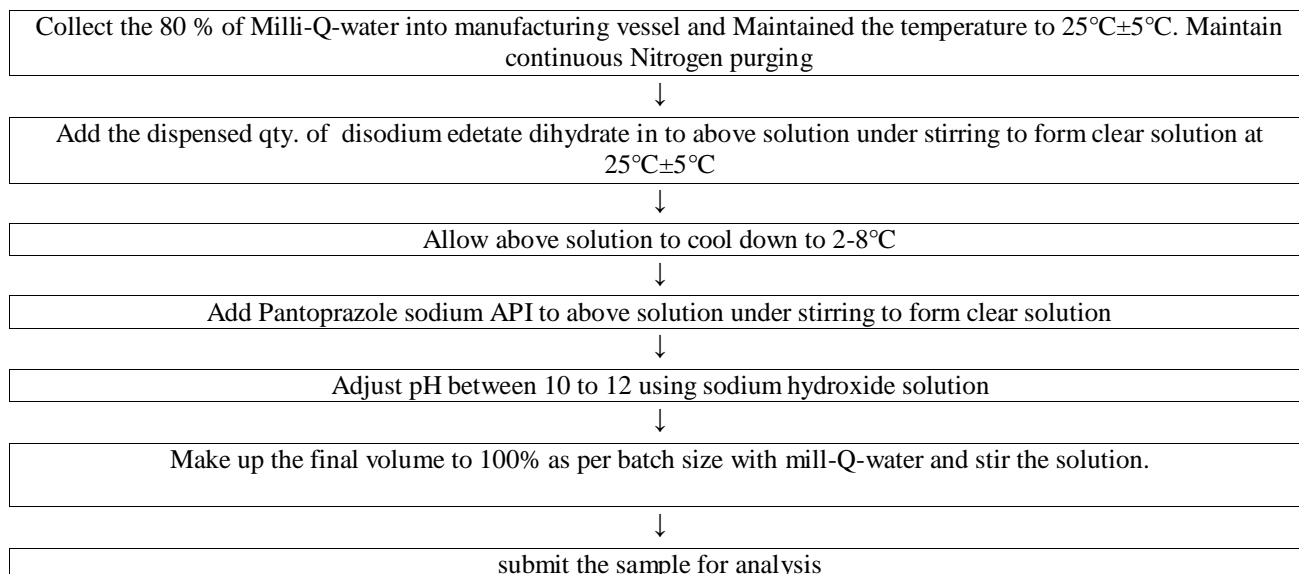 Collect the 80 % of Milli-Q-water into manufacturing vessel and Maintained the temperature to 25°C±5°C. Maintain
continuous Nitrogen purging
↓
Add the dispensed qty. of disodium edetate dihydrate in to above solution under stirring to form clear solution at
25°C±5°C
↓
Allow above solution to cool down to 2-8°C
↓
Add Pantoprazole sodium API to above solution under stirring to form clear solution
↓
Adjust pH between 10 to 12 using sodium hydroxide solution
↓
Make up the final volume to 100% as per batch size with mill-Q-water and stir the solution.
↓
submit the sample for analysis